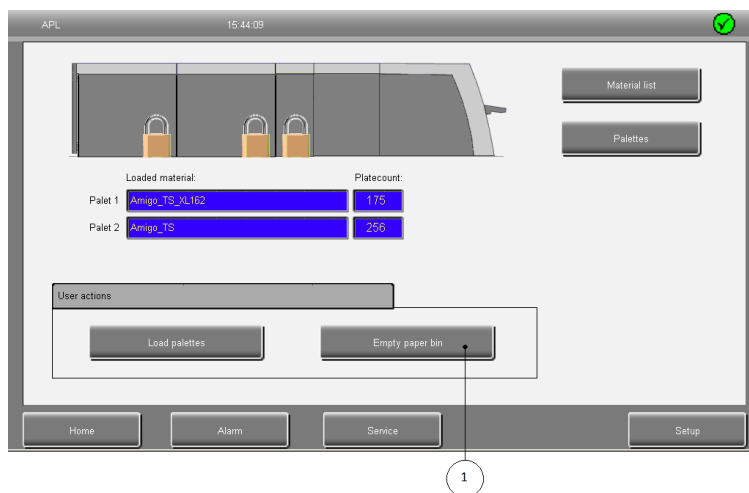 APL 15:44:09
Material list
Palettes
Loaded material: Platecount:
Palet 1 Amigo_TS_XL162 175
Palet 2 Amigo_TS 256
User actions
Load palettes Empty paper bin
Home Alarm Service Setup
1